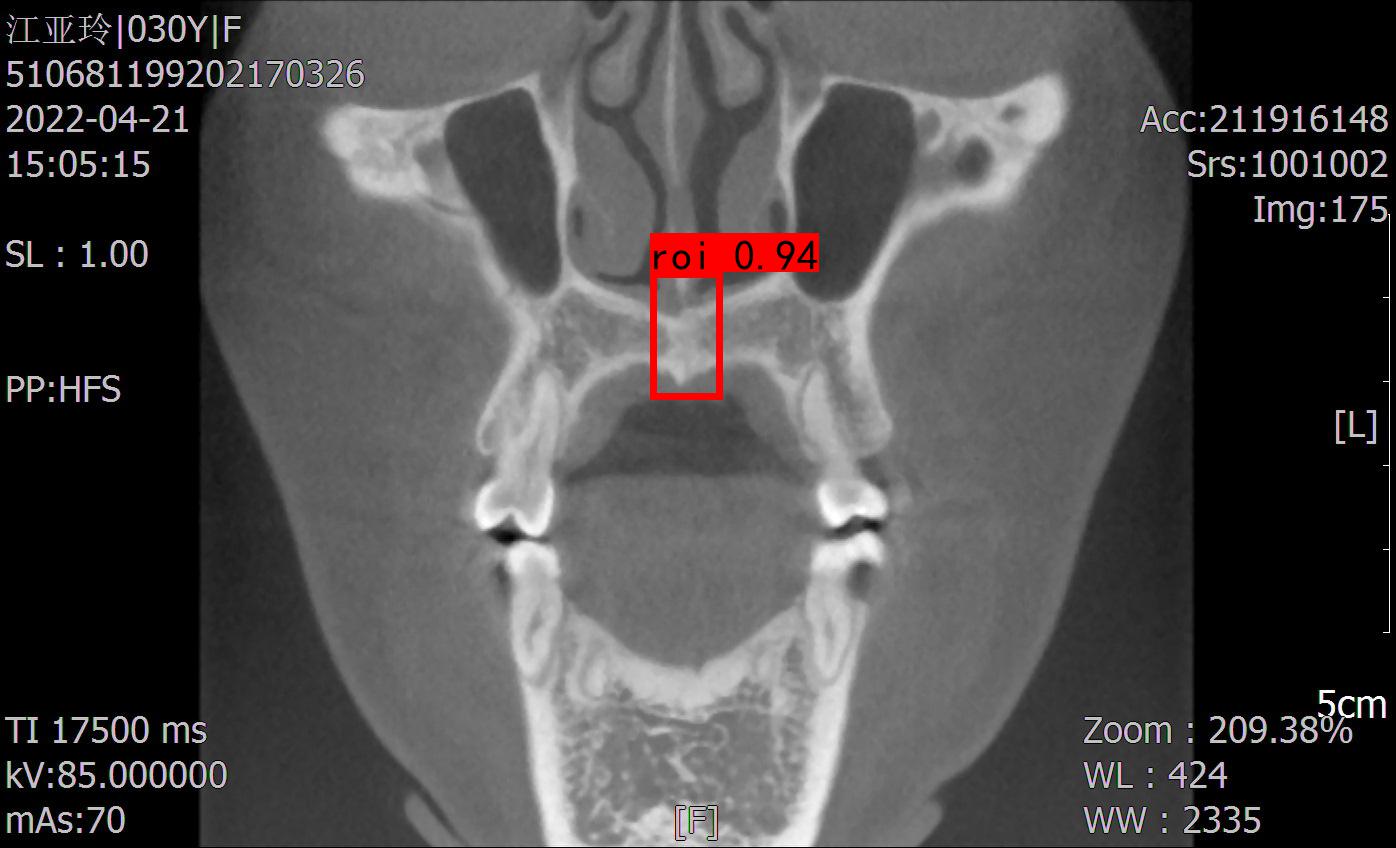 江亚玲|030Y|F
510681199202170326
2022-04-21
15:05:15
SL : 1.00
PP:HFS
Acc:211916148
Srs:1001002
Img:175
roi 0.94
[L]
5cm
TI 17500 ms
kV:85.000000
mAs:70
[F]
Zoom : 209.38%
WL : 424
WW : 2335